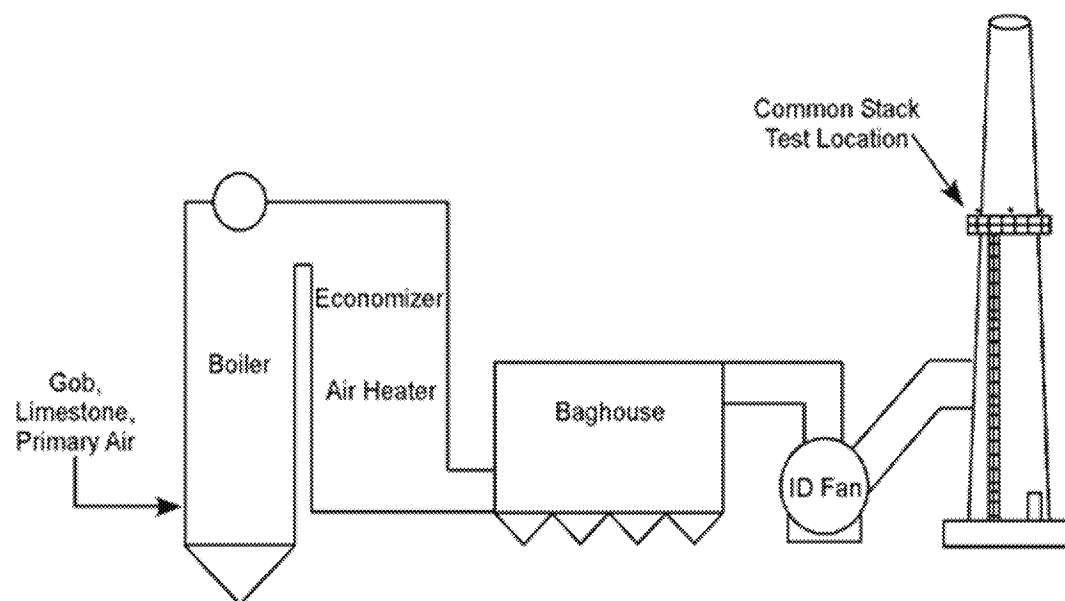 Common Stack
Test Location
Economizer
Boiler
Air Heater
Gob,
Limestone,
Primary Air
Baghouse
ID Fan